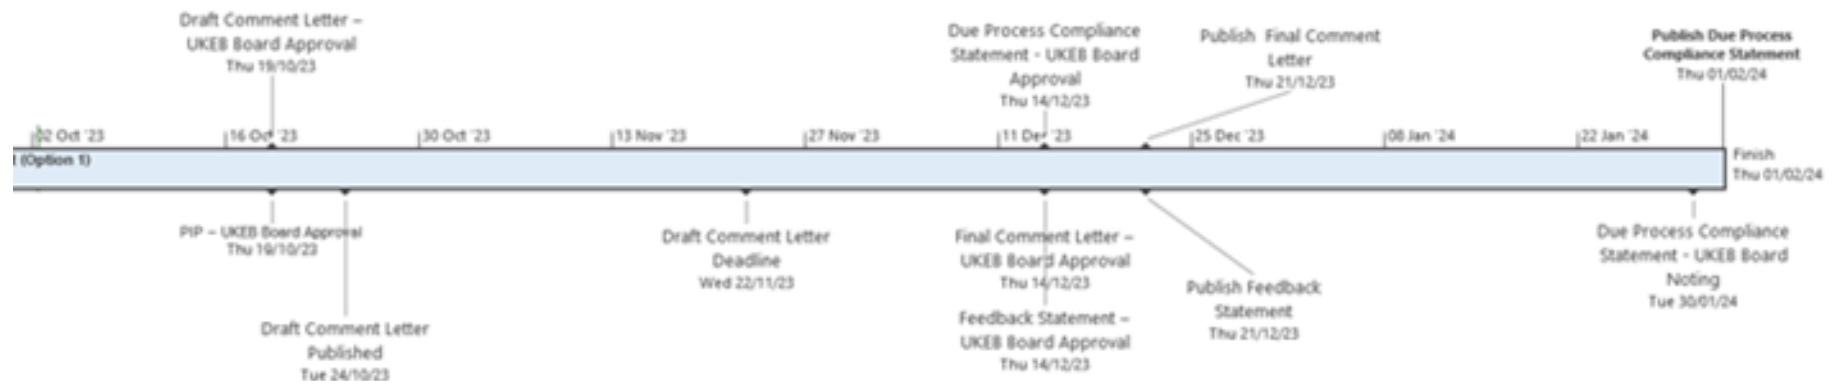 Draft Comment Letter –
UKEB Board Approval
Thu 19/10/23
Due Process Compliance
Statement - UKEB Board
Approval
Thu 14/12/23
Publish Final Comment
Letter
Thu 21/12/23
Publish Due Process
Compliance Statement
Thu 01/02/24
02 Oct '23
16 Oct '23
30 Oct '23
13 Nov '23
27 Nov '23
11 Dec '23
25 Dec '23
08 Jan '24
22 Jan '24
t (Option 1)
Finish
Thu 01/02/24
PIP – UKEB Board Approval
Thu 19/10/23
Draft Comment Letter
Published
Tue 24/10/23
Draft Comment Letter
Deadline
Wed 22/11/23
Final Comment Letter –
UKEB Board Approval
Thu 14/12/23
Feedback Statement –
UKEB Board Approval
Thu 14/12/23
Publish Feedback
Statement
Thu 21/12/23
Due Process Compliance
Statement - UKEB Board
Noting
Tue 30/01/24